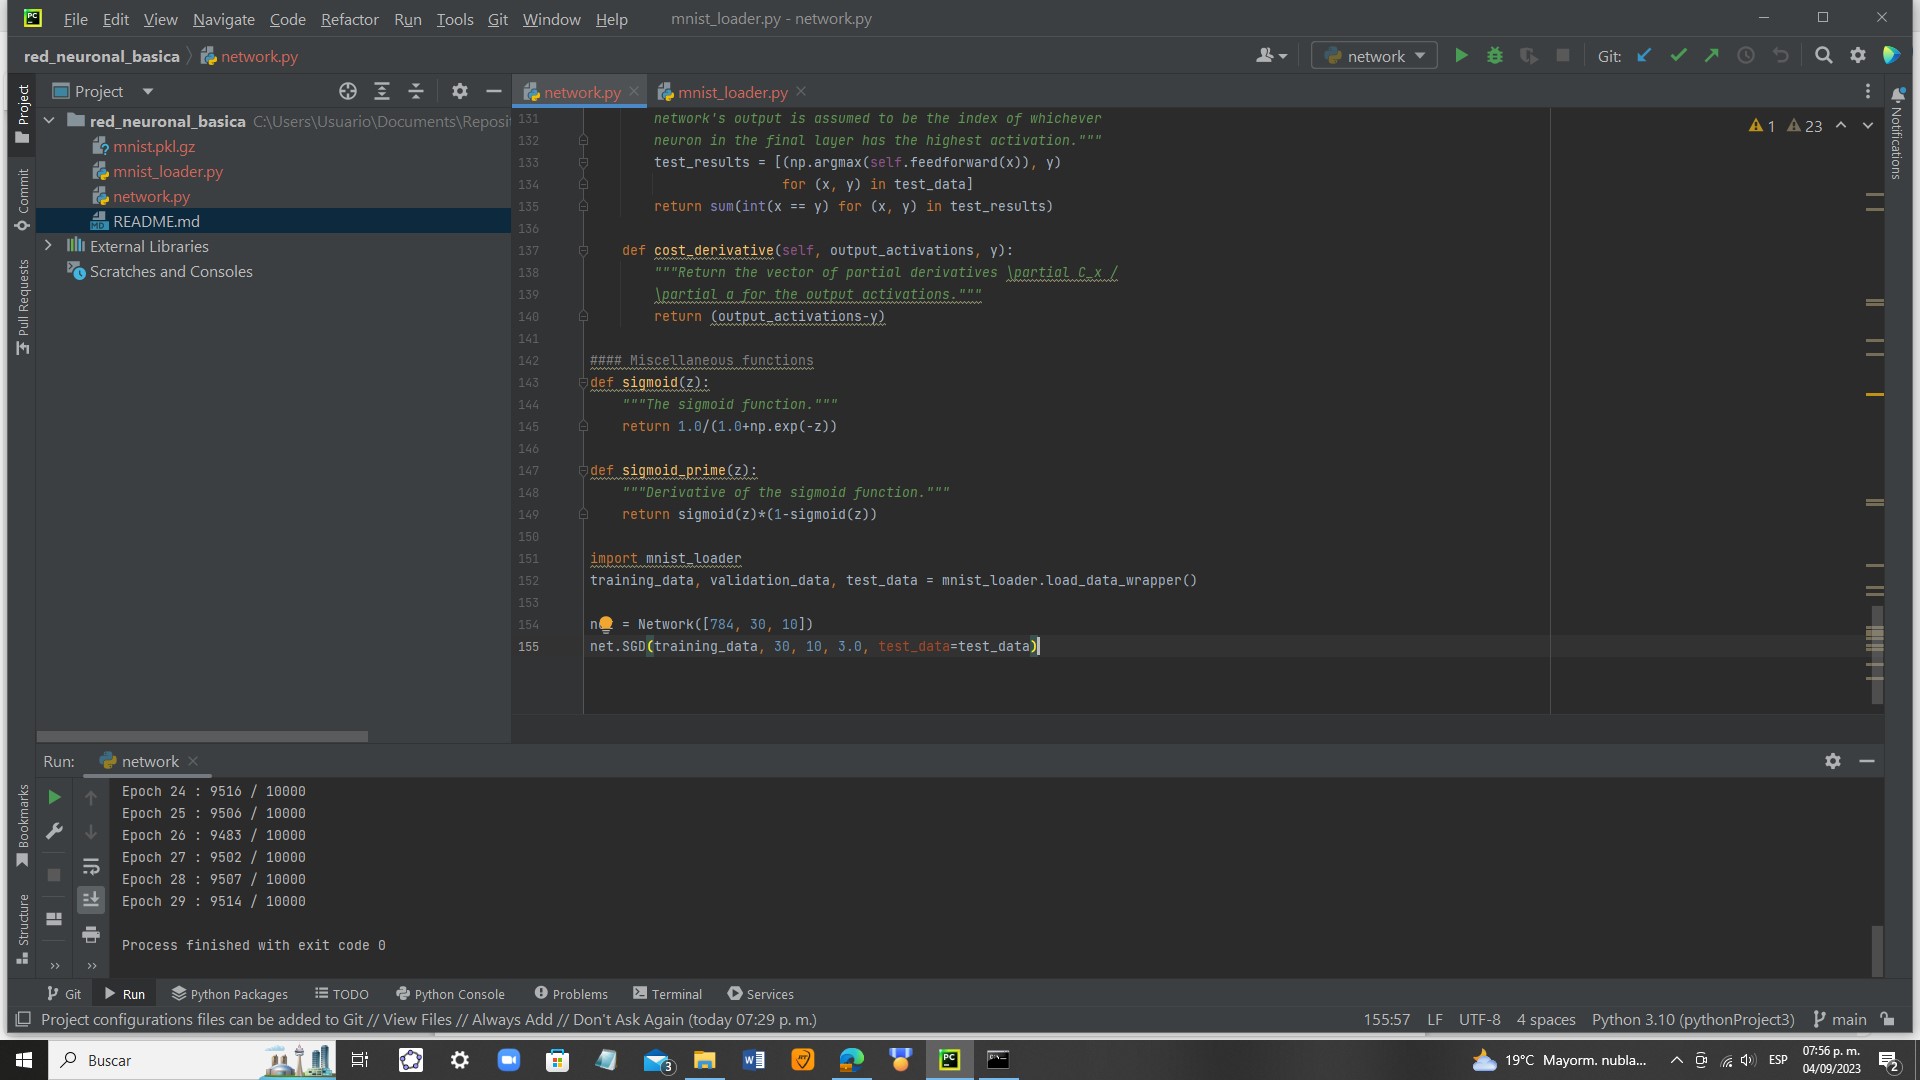 File Edit View Navigate Code Refactor Run Tools Git Window Help mnist_loader.py - network.py
red_neuronal_basica network.py network Git:
Project
Project
network.py mnist_loader.py
red_neuronal_basica C:\Users\Usuario\Documents\Reposit
mnist.pkl.gz
mnist_loader.py
network.py
README.md
External Libraries
Scratches and Consoles
Commit
Pull Requests
Notifications
1 23
131 network's output is assumed to be the index of whichever
132 neuron in the final layer has the highest activation."""
133 test_results = [(np.argmax(self.feedforward(x)), y)
134 for (x, y) in test_data]
135 return sum(int(x == y) for (x, y) in test_results)
136
137 def cost_derivative(self, output_activations, y):
138 """Return the vector of partial derivatives \partial C_x /
139 \partial a for the output activations."""
140 return (output_activations-y)
141
142 #### Miscellaneous functions
143 def sigmoid(z):
144 """The sigmoid function."""
145 return 1.0/(1.0+np.exp(-z))
146
147 def sigmoid_prime(z):
148 """Derivative of the sigmoid function."""
149 return sigmoid(z)*(1-sigmoid(z))
150
151 import mnist_loader
152 training_data, validation_data, test_data = mnist_loader.load_data_wrapper()
153
154 n = Network([784, 30, 10])
155 net.SGD(training_data, 30, 10, 3.0, test_data=test_data)
Run: network
Bookmarks
Structure
Epoch 24 : 9516 / 10000
Epoch 25 : 9506 / 10000
Epoch 26 : 9483 / 10000
Epoch 27 : 9502 / 10000
Epoch 28 : 9507 / 10000
Epoch 29 : 9514 / 10000
Process finished with exit code 0
Git Run Python Packages TODO Python Console Problems Terminal Services
Project configurations files can be added to Git // View Files // Always Add // Don't Ask Again (today 07:29 p. m.) 155:57 LF UTF-8 4 spaces Python 3.10 (pythonProject3) main
Buscar 3 19°C Mayorm. nubla... ESP 07:56 p. m.
04/09/2023 2